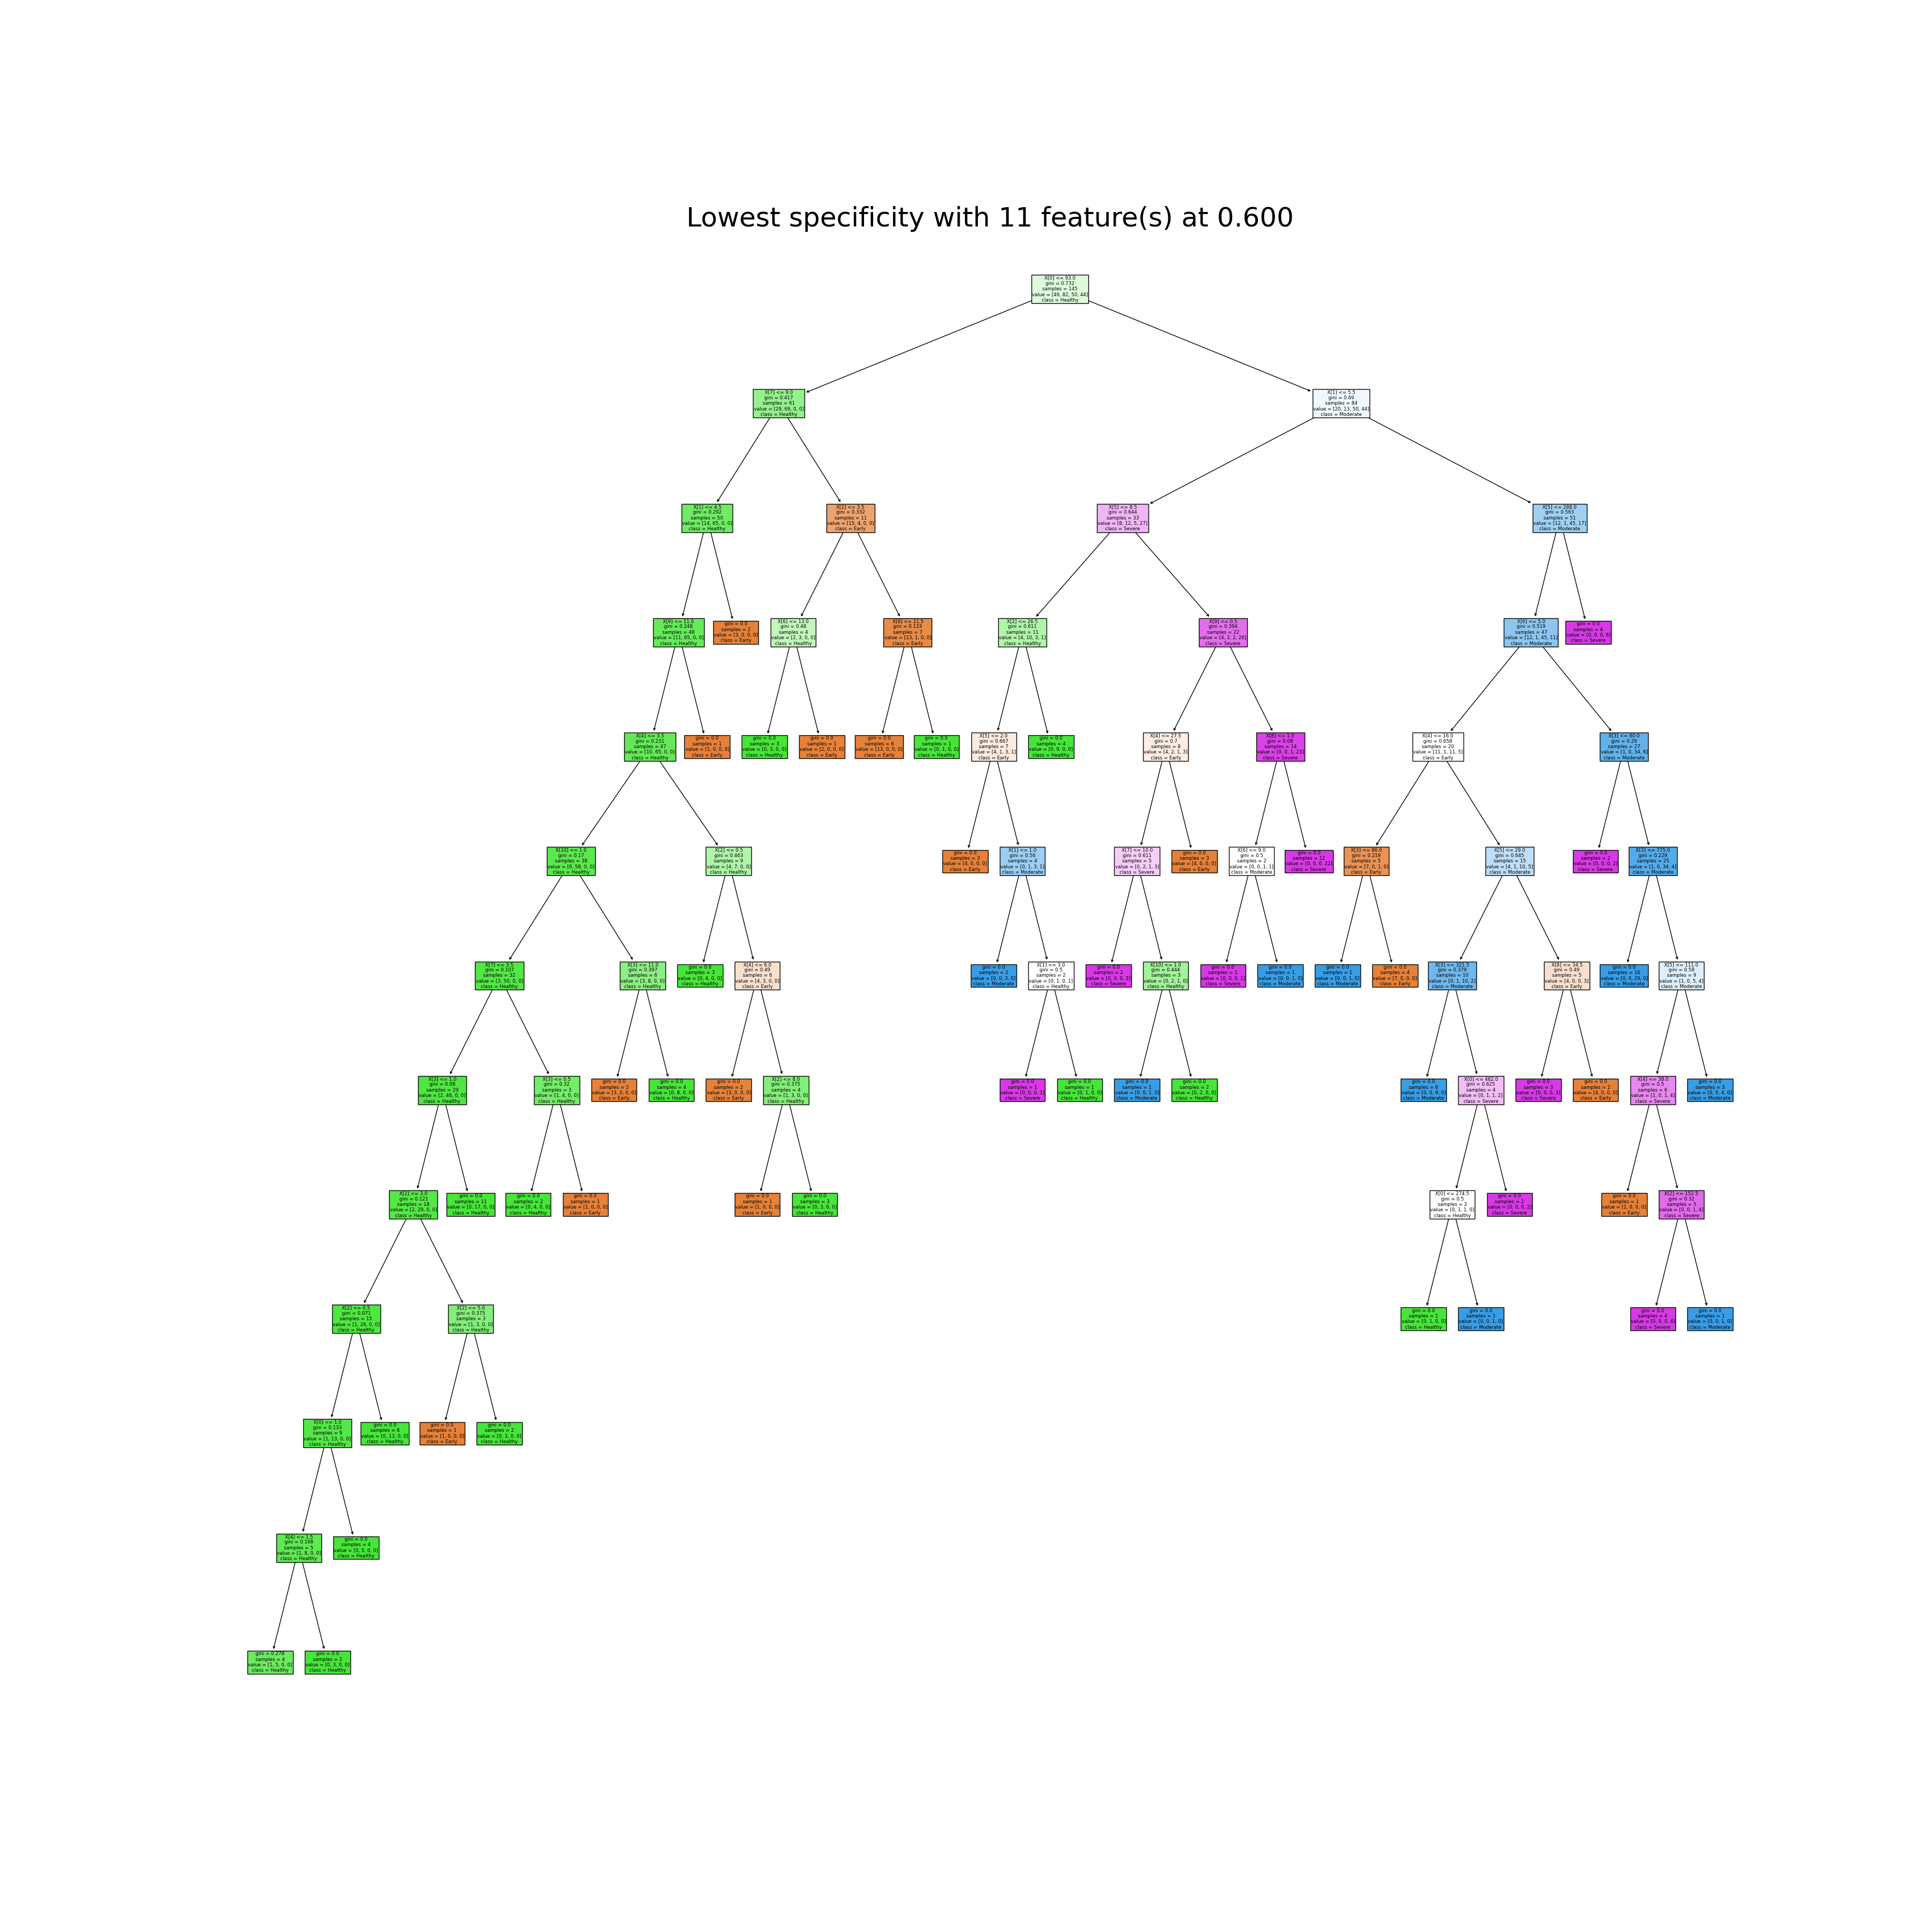 Lowest specificity with 11 feature(s) at 0.600
X[0] <= 93.0
gini = 0.732
samples = 145
value = [49, 82, 50, 44]
class = Healthy
X[7] <= 9.0
gini = 0.417
samples = 61
value = [29, 69, 0, 0]
class = Healthy
X[1] <= 5.5
gini = 0.69
samples = 84
value = [20, 13, 50, 44]
class = Moderate
X[1] <= 4.5
gini = 0.292
samples = 50
value = [14, 65, 0, 0]
class = Healthy
X[2] <= 3.5
gini = 0.332
samples = 11
value = [15, 4, 0, 0]
class = Early
X[5] <= 8.5
gini = 0.644
samples = 33
value = [8, 12, 5, 27]
class = Severe
X[5] <= 288.0
gini = 0.563
samples = 51
value = [12, 1, 45, 17]
class = Moderate
X[9] <= 11.0
gini = 0.248
samples = 48
value = [11, 65, 0, 0]
class = Healthy
gini = 0.0
samples = 2
value = [3, 0, 0, 0]
class = Early
X[6] <= 13.0
gini = 0.48
samples = 4
value = [2, 3, 0, 0]
class = Healthy
X[6] <= 11.5
gini = 0.133
samples = 7
value = [13, 1, 0, 0]
class = Early
X[2] <= 26.5
gini = 0.611
samples = 11
value = [4, 10, 3, 1]
class = Healthy
X[9] <= 0.5
gini = 0.394
samples = 22
value = [4, 2, 2, 26]
class = Severe
X[6] <= 5.0
gini = 0.519
samples = 47
value = [12, 1, 45, 11]
class = Moderate
gini = 0.0
samples = 4
value = [0, 0, 0, 6]
class = Severe
X[4] <= 3.5
gini = 0.231
samples = 47
value = [10, 65, 0, 0]
class = Healthy
gini = 0.0
samples = 1
value = [1, 0, 0, 0]
class = Early
gini = 0.0
samples = 3
value = [0, 3, 0, 0]
class = Healthy
gini = 0.0
samples = 1
value = [2, 0, 0, 0]
class = Early
gini = 0.0
samples = 6
value = [13, 0, 0, 0]
class = Early
gini = 0.0
samples = 1
value = [0, 1, 0, 0]
class = Healthy
X[5] <= 2.0
gini = 0.667
samples = 7
value = [4, 1, 3, 1]
class = Early
gini = 0.0
samples = 4
value = [0, 9, 0, 0]
class = Healthy
X[4] <= 27.5
gini = 0.7
samples = 8
value = [4, 2, 1, 3]
class = Early
X[8] <= 1.0
gini = 0.08
samples = 14
value = [0, 0, 1, 23]
class = Severe
X[4] <= 16.0
gini = 0.658
samples = 20
value = [11, 1, 11, 5]
class = Early
X[3] <= 80.0
gini = 0.29
samples = 27
value = [1, 0, 34, 6]
class = Moderate
X[10] <= 1.0
gini = 0.17
samples = 38
value = [6, 58, 0, 0]
class = Healthy
X[2] <= 0.5
gini = 0.463
samples = 9
value = [4, 7, 0, 0]
class = Healthy
gini = 0.0
samples = 3
value = [4, 0, 0, 0]
class = Early
X[1] <= 1.0
gini = 0.56
samples = 4
value = [0, 1, 3, 1]
class = Moderate
X[7] <= 10.0
gini = 0.611
samples = 5
value = [0, 2, 1, 3]
class = Severe
gini = 0.0
samples = 3
value = [4, 0, 0, 0]
class = Early
X[6] <= 9.0
gini = 0.5
samples = 2
value = [0, 0, 1, 1]
class = Moderate
gini = 0.0
samples = 12
value = [0, 0, 0, 22]
class = Severe
X[3] <= 86.0
gini = 0.219
samples = 5
value = [7, 0, 1, 0]
class = Early
X[5] <= 29.0
gini = 0.645
samples = 15
value = [4, 1, 10, 5]
class = Moderate
gini = 0.0
samples = 2
value = [0, 0, 0, 2]
class = Severe
X[3] <= 775.0
gini = 0.229
samples = 25
value = [1, 0, 34, 4]
class = Moderate
X[7] <= 3.5
gini = 0.107
samples = 32
value = [3, 50, 0, 0]
class = Healthy
X[3] <= 11.0
gini = 0.397
samples = 6
value = [3, 8, 0, 0]
class = Healthy
gini = 0.0
samples = 3
value = [0, 4, 0, 0]
class = Healthy
X[4] <= 6.0
gini = 0.49
samples = 6
value = [4, 3, 0, 0]
class = Early
gini = 0.0
samples = 2
value = [0, 0, 3, 0]
class = Moderate
X[1] <= 3.0
gini = 0.5
samples = 2
value = [0, 1, 0, 1]
class = Healthy
gini = 0.0
samples = 2
value = [0, 0, 0, 3]
class = Severe
X[10] <= 1.0
gini = 0.444
samples = 3
value = [0, 2, 1, 0]
class = Healthy
gini = 0.0
samples = 1
value = [0, 0, 0, 1]
class = Severe
gini = 0.0
samples = 1
value = [0, 0, 1, 0]
class = Moderate
gini = 0.0
samples = 1
value = [0, 0, 1, 0]
class = Moderate
gini = 0.0
samples = 4
value = [7, 0, 0, 0]
class = Early
X[3] <= 321.5
gini = 0.379
samples = 10
value = [0, 1, 10, 2]
class = Moderate
X[8] <= 34.5
gini = 0.49
samples = 5
value = [4, 0, 0, 3]
class = Early
gini = 0.0
samples = 16
value = [0, 0, 29, 0]
class = Moderate
X[5] <= 111.0
gini = 0.58
samples = 9
value = [1, 0, 5, 4]
class = Moderate
X[3] <= 1.0
gini = 0.08
samples = 29
value = [2, 46, 0, 0]
class = Healthy
X[3] <= 0.5
gini = 0.32
samples = 3
value = [1, 4, 0, 0]
class = Healthy
gini = 0.0
samples = 2
value = [3, 0, 0, 0]
class = Early
gini = 0.0
samples = 4
value = [0, 8, 0, 0]
class = Healthy
gini = 0.0
samples = 2
value = [3, 0, 0, 0]
class = Early
X[2] <= 8.0
gini = 0.375
samples = 4
value = [1, 3, 0, 0]
class = Healthy
gini = 0.0
samples = 1
value = [0, 0, 0, 1]
class = Severe
gini = 0.0
samples = 1
value = [0, 1, 0, 0]
class = Healthy
gini = 0.0
samples = 1
value = [0, 0, 1, 0]
class = Moderate
gini = 0.0
samples = 2
value = [0, 2, 0, 0]
class = Healthy
gini = 0.0
samples = 6
value = [0, 0, 9, 0]
class = Moderate
X[0] <= 462.0
gini = 0.625
samples = 4
value = [0, 1, 1, 2]
class = Severe
gini = 0.0
samples = 3
value = [0, 0, 0, 3]
class = Severe
gini = 0.0
samples = 2
value = [4, 0, 0, 0]
class = Early
X[4] <= 38.0
gini = 0.5
samples = 6
value = [1, 0, 1, 4]
class = Severe
gini = 0.0
samples = 3
value = [0, 0, 4, 0]
class = Moderate
X[2] <= 3.0
gini = 0.121
samples = 18
value = [2, 29, 0, 0]
class = Healthy
gini = 0.0
samples = 11
value = [0, 17, 0, 0]
class = Healthy
gini = 0.0
samples = 2
value = [0, 4, 0, 0]
class = Healthy
gini = 0.0
samples = 1
value = [1, 0, 0, 0]
class = Early
gini = 0.0
samples = 1
value = [1, 0, 0, 0]
class = Early
gini = 0.0
samples = 3
value = [0, 3, 0, 0]
class = Healthy
X[0] <= 274.5
gini = 0.5
samples = 2
value = [0, 1, 1, 0]
class = Healthy
gini = 0.0
samples = 2
value = [0, 0, 0, 2]
class = Severe
gini = 0.0
samples = 1
value = [1, 0, 0, 0]
class = Early
X[2] <= 152.5
gini = 0.32
samples = 5
value = [0, 0, 1, 4]
class = Severe
X[2] <= 0.5
gini = 0.071
samples = 15
value = [1, 26, 0, 0]
class = Healthy
X[2] <= 5.0
gini = 0.375
samples = 3
value = [1, 3, 0, 0]
class = Healthy
gini = 0.0
samples = 1
value = [0, 1, 0, 0]
class = Healthy
gini = 0.0
samples = 1
value = [0, 0, 1, 0]
class = Moderate
gini = 0.0
samples = 4
value = [0, 0, 0, 4]
class = Severe
gini = 0.0
samples = 1
value = [0, 0, 1, 0]
class = Moderate
X[0] <= 1.0
gini = 0.133
samples = 9
value = [1, 13, 0, 0]
class = Healthy
gini = 0.0
samples = 6
value = [0, 13, 0, 0]
class = Healthy
gini = 0.0
samples = 1
value = [1, 0, 0, 0]
class = Early
gini = 0.0
samples = 2
value = [0, 3, 0, 0]
class = Healthy
X[4] <= 1.5
gini = 0.198
samples = 5
value = [1, 8, 0, 0]
class = Healthy
gini = 0.0
samples = 4
value = [0, 5, 0, 0]
class = Healthy
gini = 0.278
samples = 4
value = [1, 5, 0, 0]
class = Healthy
gini = 0.0
samples = 1
value = [0, 3, 0, 0]
class = Healthy